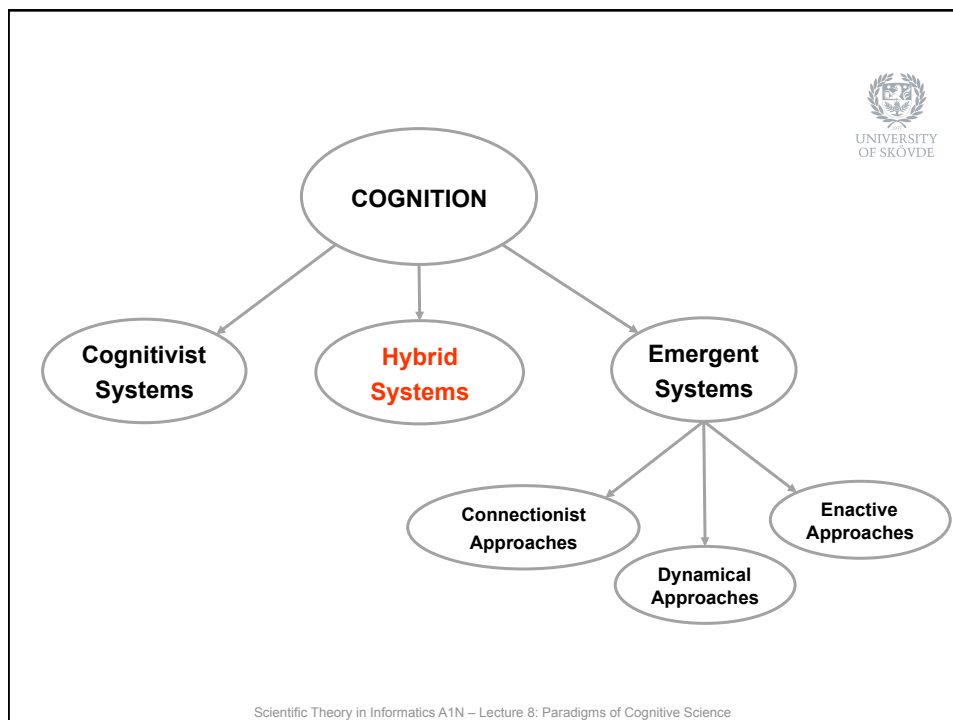 UNIVERSITY
OF SKÖVDE
COGNITION
Cognitivist
Systems
Hybrid
Systems
Emergent
Systems
Connectionist
Approaches
Dynamical
Approaches
Enactive
Approaches
Scientific Theory in Informatics A1N – Lecture 8: Paradigms of Cognitive Science